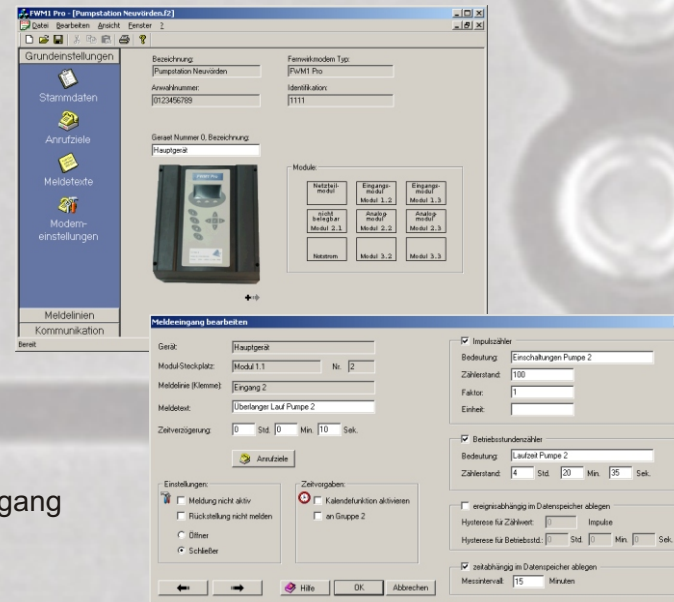 FWM1 Pro - [Pumpstation Neuvörden.f2]
Datei Bearbeiten Ansicht Fenster ?
Grundeinstellungen
Stammdaten
Anrufziele
Meldetexte
Modem-
einstellungen
Meldelinien
Kommunikation
Bereit
Bezeichnung:
Pumpstation Neuvörden
Fernwirkmodem Typ:
FWM1 Pro
Anwahlnummer:
0123456789
Identifikation:
1111
Geraet Nummer 0, Bezeichnung:
Hauptgerät
Module:
Netzteil-
modul
Eingangs-
modul
Modul 1.2
Eingangs-
modul
Modul 1.3
nicht
belegbar
Modul 2.1
Analog-
modul
Modul 2.2
Analog-
modul
Modul 2.3
Netzstrom
Modul 3.2
Modul 3.3
gang
Meldeeingang bearbeiten
Gerät:
Hauptgerät
Modul-Steckplatz:
Modul 1.1
Nr.
2
Meldelinie (Klemme):
Eingang 2
Meldetext:
Überlanger Lauf Pumpe 2
Zeitverzögerung:
0 Std. 0 Min. 10 Sek.
Anrufziele
Einstellungen:
Meldung nicht aktiv
Rückstellung nicht melden
Öffner
Schließer
Zeitvorgaben:
Kalendefunktion aktivieren
an Gruppe 2
Hilfe
OK
Abbrechen
Impulszähler
Bedeutung:
Einschaltungen Pumpe 2
Zählerstand:
100
Faktor:
1
Einheit:
Betriebsstundenzähler
Bedeutung:
Laufzeit Pumpe 2
Zählerstand:
4 Std. 20 Min. 35 Sek.
ereignisabhängig im Datenspeicher ablegen
Hysterese für Zählwert: 0 Impulse
Hysterese für Betriebsstd.: 0 Std. 0 Min. 0 Sek.
zeitabhängig im Datenspeicher ablegen
Messintervall: 15 Minuten